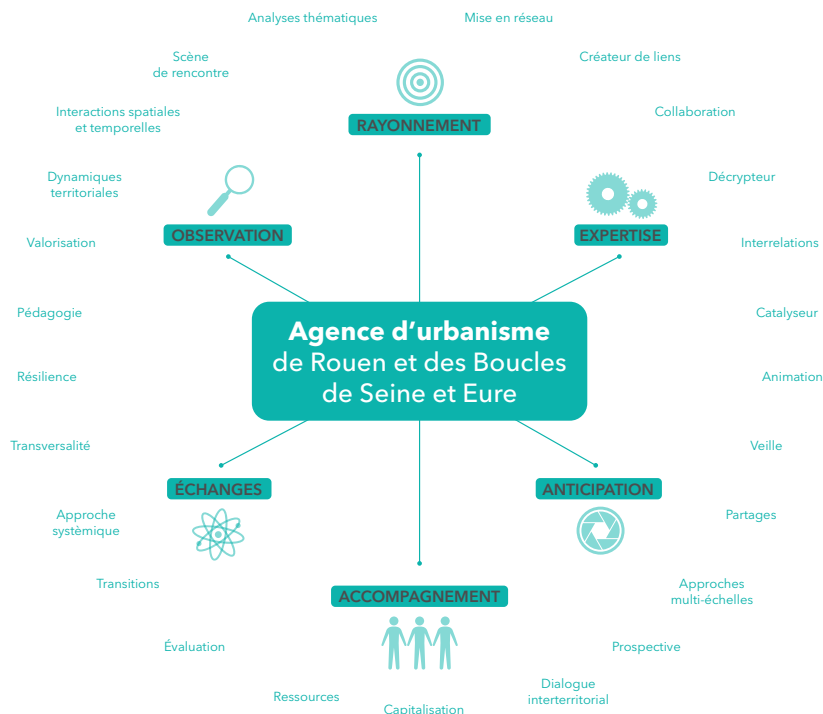 Analyses thématiques
Mise en réseau
Scène
de rencontre
Créateur de liens
Interactions spatiales
et temporelles
RAYONNEMENT
Collaboration
Dynamiques
territoriales
Décrypteur
OBSERVATION
EXPERTISE
Valorisation
Interrelations
Pédagogie
Catalyseur
Agence d'urbanisme
de Rouen et des Boucles
de Seine et Eure
Résilience
Animation
Transversalité
Veille
ÉCHANGES
ANTICIPATION
Approche
systèmique
Partages
Transitions
Approches
multi-échelles
ACCOMPAGNEMENT
Évaluation
Prospective
Ressources
Dialogue
interterritorial
Capitalisation